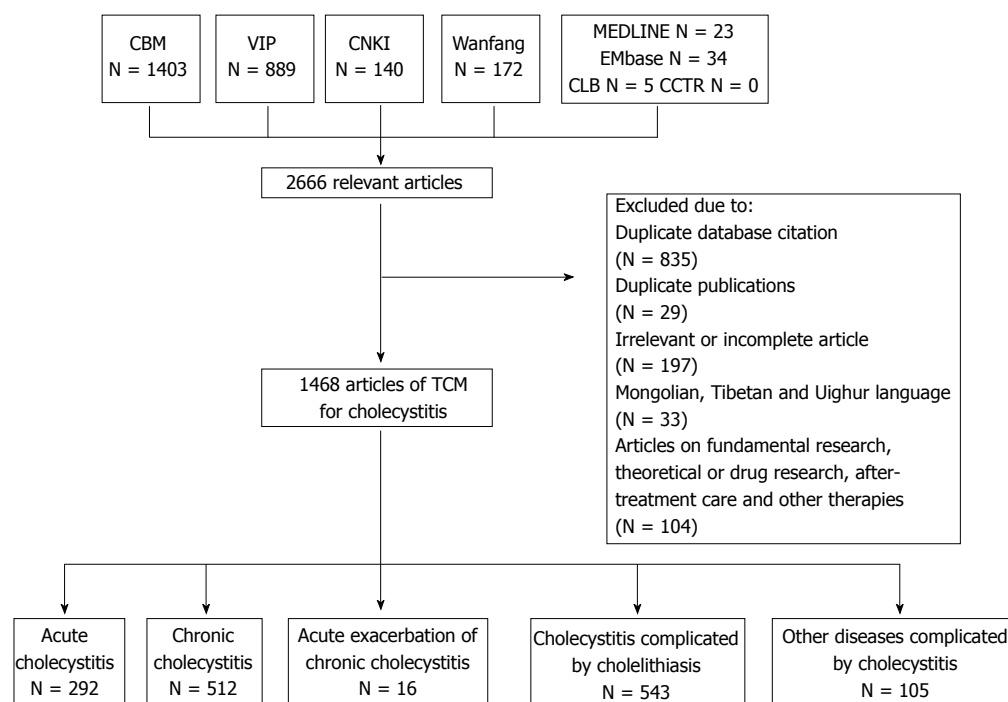 CBM
N = 1403
VIP
N = 889
CNKI
N = 140
Wanfang
N = 172
MEDLINE N = 23
EMbase N = 34
CLB N = 5 CCTR N = 0
2666 relevant articles
Excluded due to:
Duplicate database citation
(N = 835)
Duplicate publications
(N = 29)
Irrelevant or incomplete article
(N = 197)
Mongolian, Tibetan and Uighur language
(N = 33)
Articles on fundamental research,
theoretical or drug research, after-
treatment care and other therapies
(N = 104)
1468 articles of TCM
for cholecystitis
Acute
cholecystitis
N = 292
Chronic
cholecystitis
N = 512
Acute exacerbation of
chronic cholecystitis
N = 16
Cholecystitis complicated
by cholelithiasis
N = 543
Other diseases complicated
by cholecystitis
N = 105